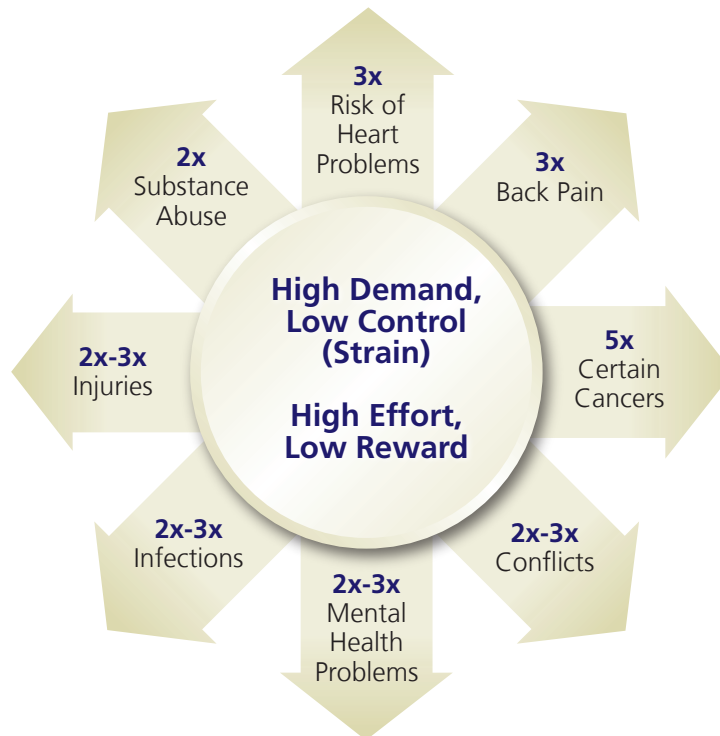 3x
Risk of
Heart
Problems
3x
Back Pain
5x
Certain
Cancers
2x-3x
Conflicts
2x-3x
Mental
Health
Problems
2x-3x
Infections
2x-3x
Injuries
2x
Substance
Abuse
High Demand,
Low Control
(Strain)
High Effort,
Low Reward